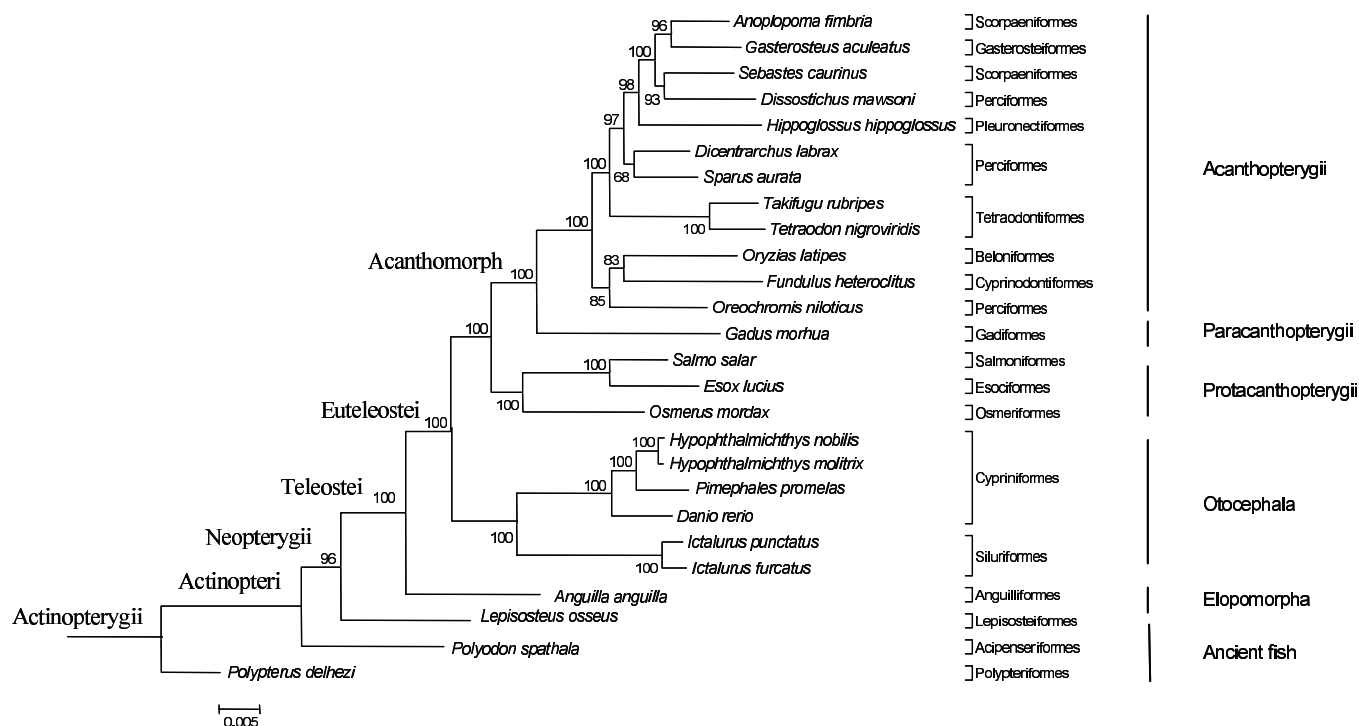 96 Anoplopoma fimbria Scorpaeniformes
Gasterosteus aculeatus Gasterosteiformes
100
Sebastes caurinus Scorpaeniformes
98 93 Dissostichus mawsoni Perciformes
97 Hippoglossus hippoglossus Pleuronectiformes
Dicentrarchus labrax
100 Perciformes Acanthopterygii
68 Sparus aurata
Takifugu rubripes
100 Tetraodontiformes
100 Tetraodon nigroviridis
Acanthomorph 83 Oryzias latipes Beloniformes
100 Fundulus heteroclitus Cyprinodontiformes
85 Oreochromis niloticus Perciformes
100 Gadus morhua Gadiformes Paracanthopterygii
100 Salmo salar Salmoniformes
Esox lucius Esociformes Protacanthopterygii
Euteleostei 100 Osmerus mordax Osmeriformes
100
100 Hypophthalmichthys nobilis
100 Hypophthalmichthys molitrix
Cypriniformes
Teleostei 100 Pimephales promelas
100 Otocephala
Danio rerio
Neopterygii 100 Ictalurus punctatus
Siluriformes
96 100 Ictalurus furcatus
Actinopteri
Anguilla anguilla Anguilliformes Elopomorpha
Actinopterygii Lepisosteus osseus Lepisosteiformes
Polyodon spathala Acipenseriformes Ancient fish
Polypterus delhezi Polypteriformes
0.005